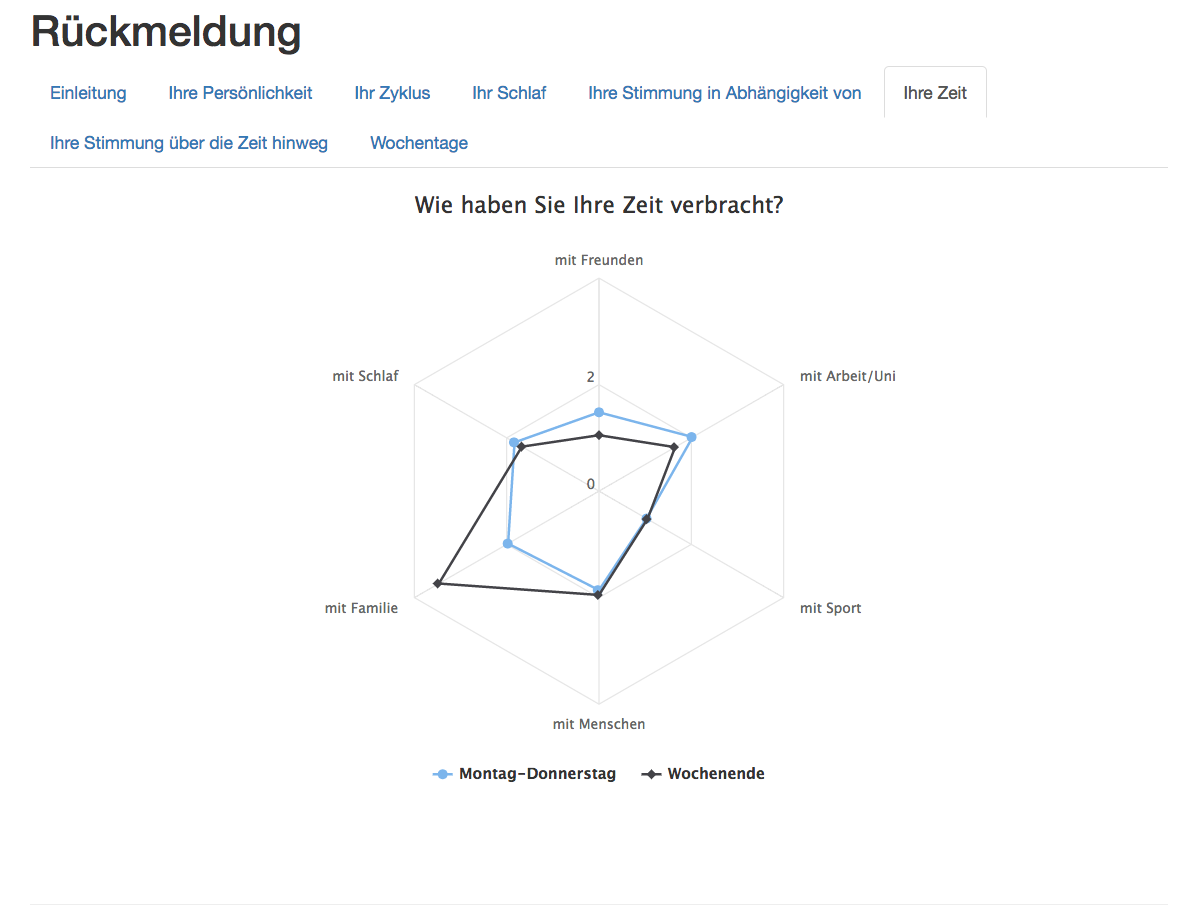 Rückmeldung
Einleitung Ihre Persönlichkeit Ihr Zyklus Ihr Schlaf Ihre Stimmung in Abhängigkeit von Ihre Zeit
Ihre Stimmung über die Zeit hinweg Wochentage
Wie haben Sie Ihre Zeit verbracht?
mit Freunden
mit Schlaf 2 mit Arbeit/Uni
0
mit Familie mit Sport
mit Menschen
Montag-Donnerstag Wochenende